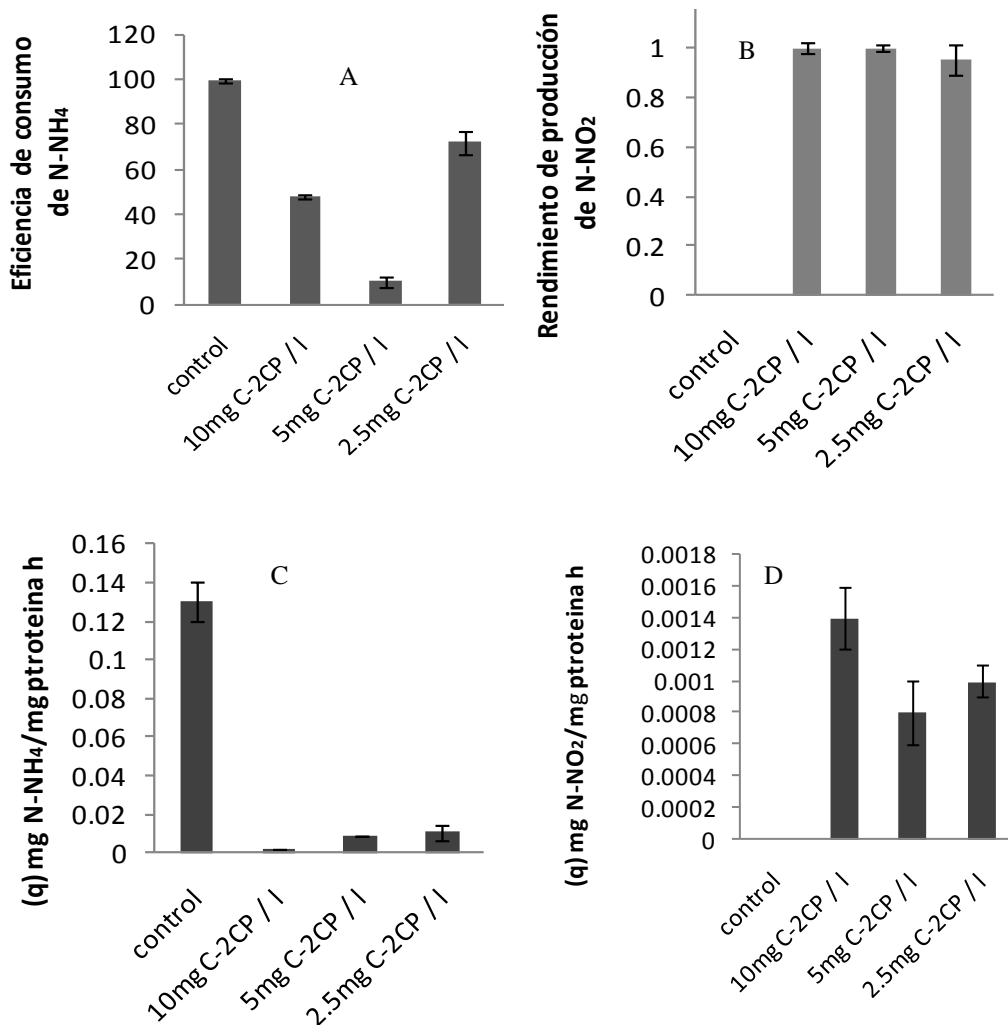 Eficiencia de consumo
de N-NH4
120
100
80
60
40
20
0
A
control
10mg C-2CP / l
5mg C-2CP / l
2.5mg C-2CP / l
Rendimiento de producción
de N-NO2
1
0.8
0.6
0.4
0.2
0
B
control
10mg C-2CP / l
5mg C-2CP / l
2.5mg C-2CP / l
(q) mg N-NH4/mg proteina h
0.16
0.14
0.12
0.1
0.08
0.06
0.04
0.02
0
C
control
10mg C-2CP / l
5mg C-2CP / l
2.5mg C-2CP / l
(q) mg N-NO2/mg proteina h
0.0018
0.0016
0.0014
0.0012
0.001
0.0008
0.0006
0.0004
0.0002
0
D
control
10mg C-2CP / l
5mg C-2CP / l
2.5mg C-2CP / l